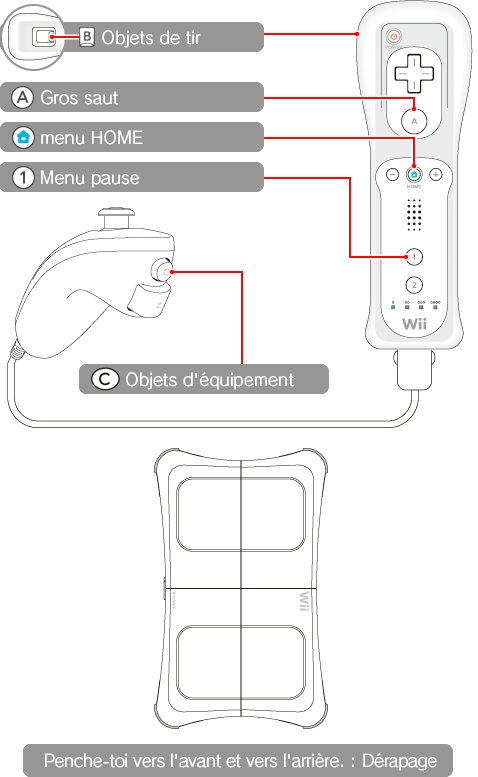 B Objets de tir
A Gros saut
menu HOME
1 Menu pause
POWER
A
HOME
1
2
Wii
C
Z
C Objets d'équipement
Wii
Penche-toi vers l'avant et vers l'arrière. : Dérapage